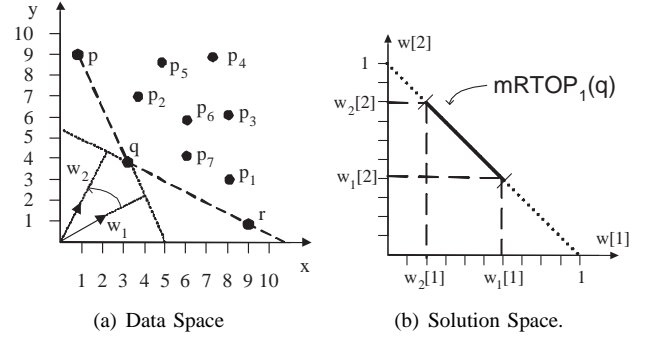 y
10
9
8
7
6
5
4
3
2
1
p
p5
p4
p2
p6
p3
q
p7
p1
w2
w1
r
x
1 2 3 4 5 6 7 8 9 10
(a) Data Space
w[2]
1
mRTOP1(q)
w2[2]
w1[2]
w[1]
w2[1]
w1[1]
1
(b) Solution Space.